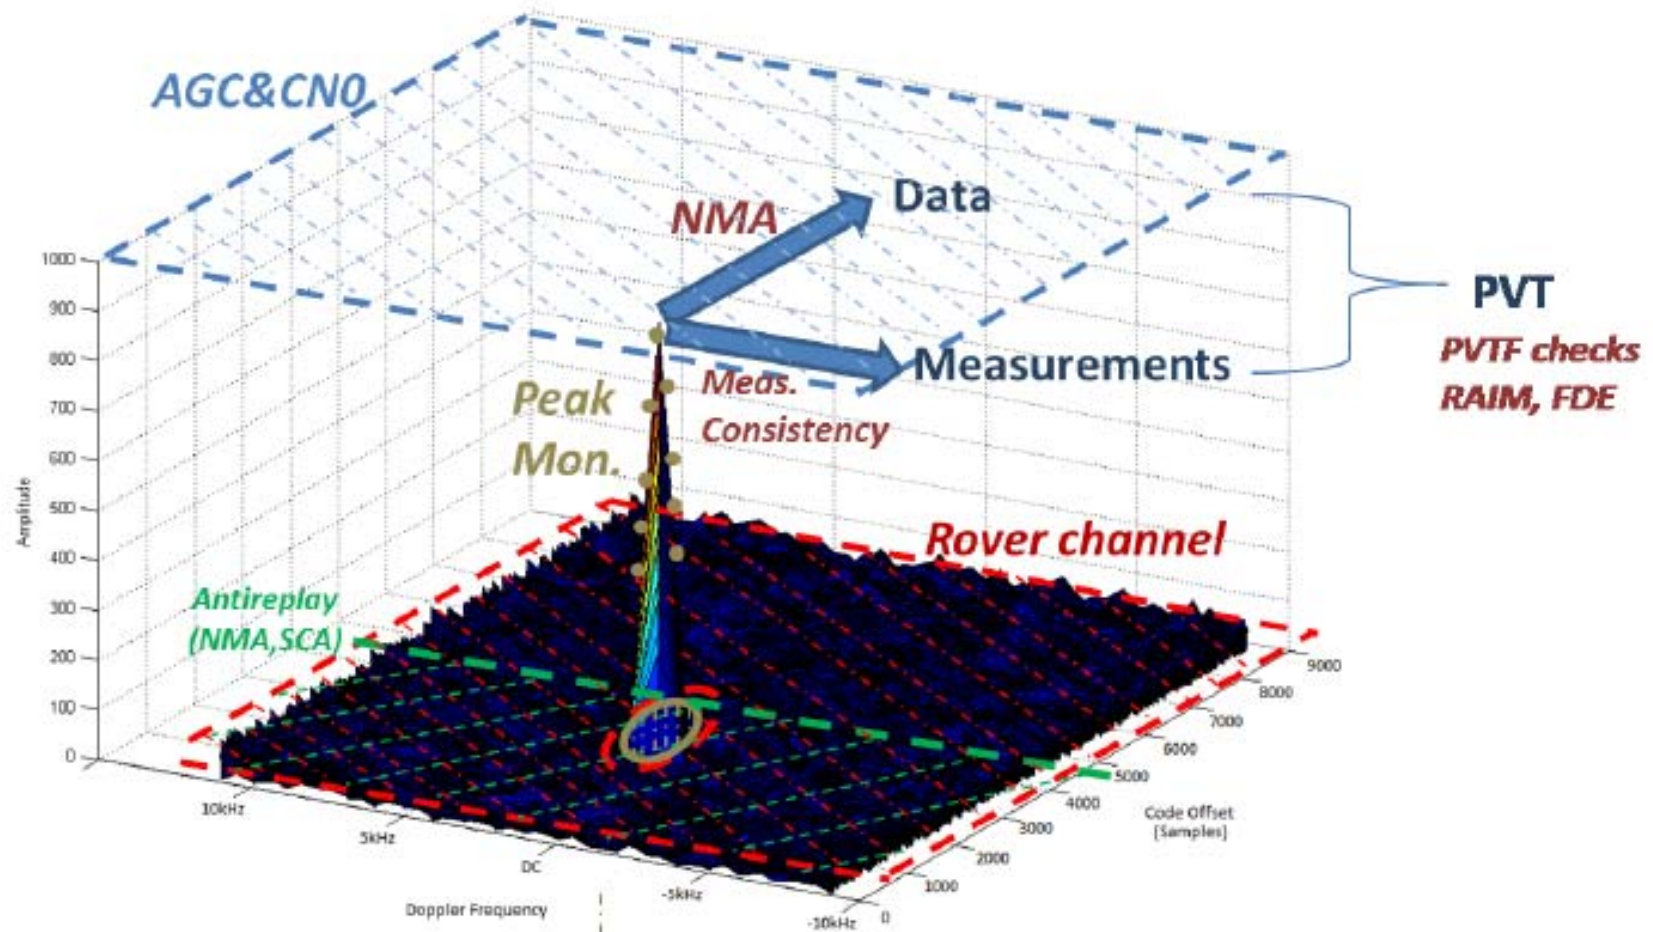 AGC&CN0
NMA
Data
Measurements
PVT
PVTF checks
RAIM, FDE
Peak
Mon.
Meas.
Consistency
Rover channel
Antireplay
(NMA,SCA)
Amplitude
1000
900
800
700
600
500
400
300
200
100
0
10kHz
5kHz
DC
-5kHz
-10kHz
Doppler Frequency
0
1000
2000
3000
4000
5000
6000
7000
8000
9000
Code Offset
[Samples]